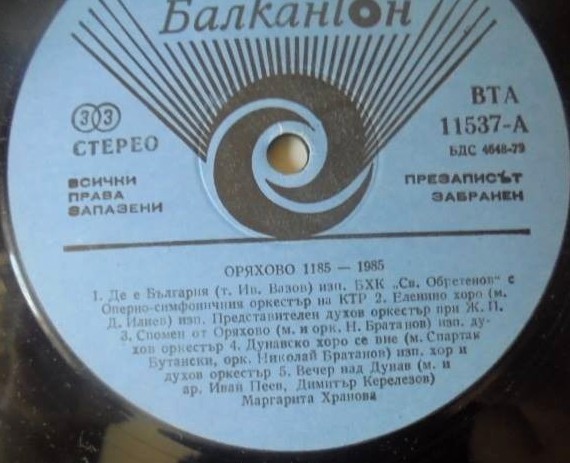 Балкантон
33
СТЕРЕО
ВСИЧКИ
ПРАВА
ЗАПАЗЕНИ
ВТА
11537-А
БДС 4648-79
ПРЕЗАПИСЪТ
ЗАБРАНЕН
ОРЯХОВО 1185 — 1985
1. Де е България (т. Ив. Вазов) изп. БХК „Св. Обретенов" с
Оперно-симфоничния оркестър на КТР 2. Еленино хоро (м.
Д. Илиев) изп. Представителен духов оркестър при Ж. П.
3. Спомен от Оряхово (м. и орк. Н. Братанов) изп. ду-
хов оркестър 4. Дунавско хоро се вие (м. Спартак
Бутански, орк. Николай Братанов) изп. хор и
духов оркестър 5. Вечер над Дунав (м. и
ар. Иван Пеев, Димитър Керелезов)
Маргарита Хранова